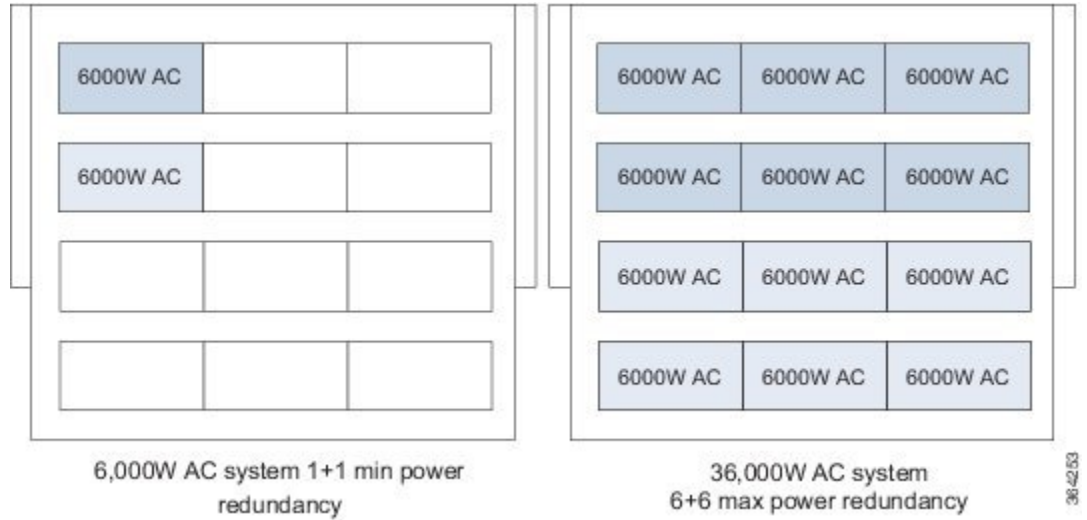 6000W AC
6000W AC
6,000W AC system 1+1 min power
redundancy
6000W AC 6000W AC 6000W AC
6000W AC 6000W AC 6000W AC
6000W AC 6000W AC 6000W AC
6000W AC 6000W AC 6000W AC
36,000W AC system
6+6 max power redundancy
364253